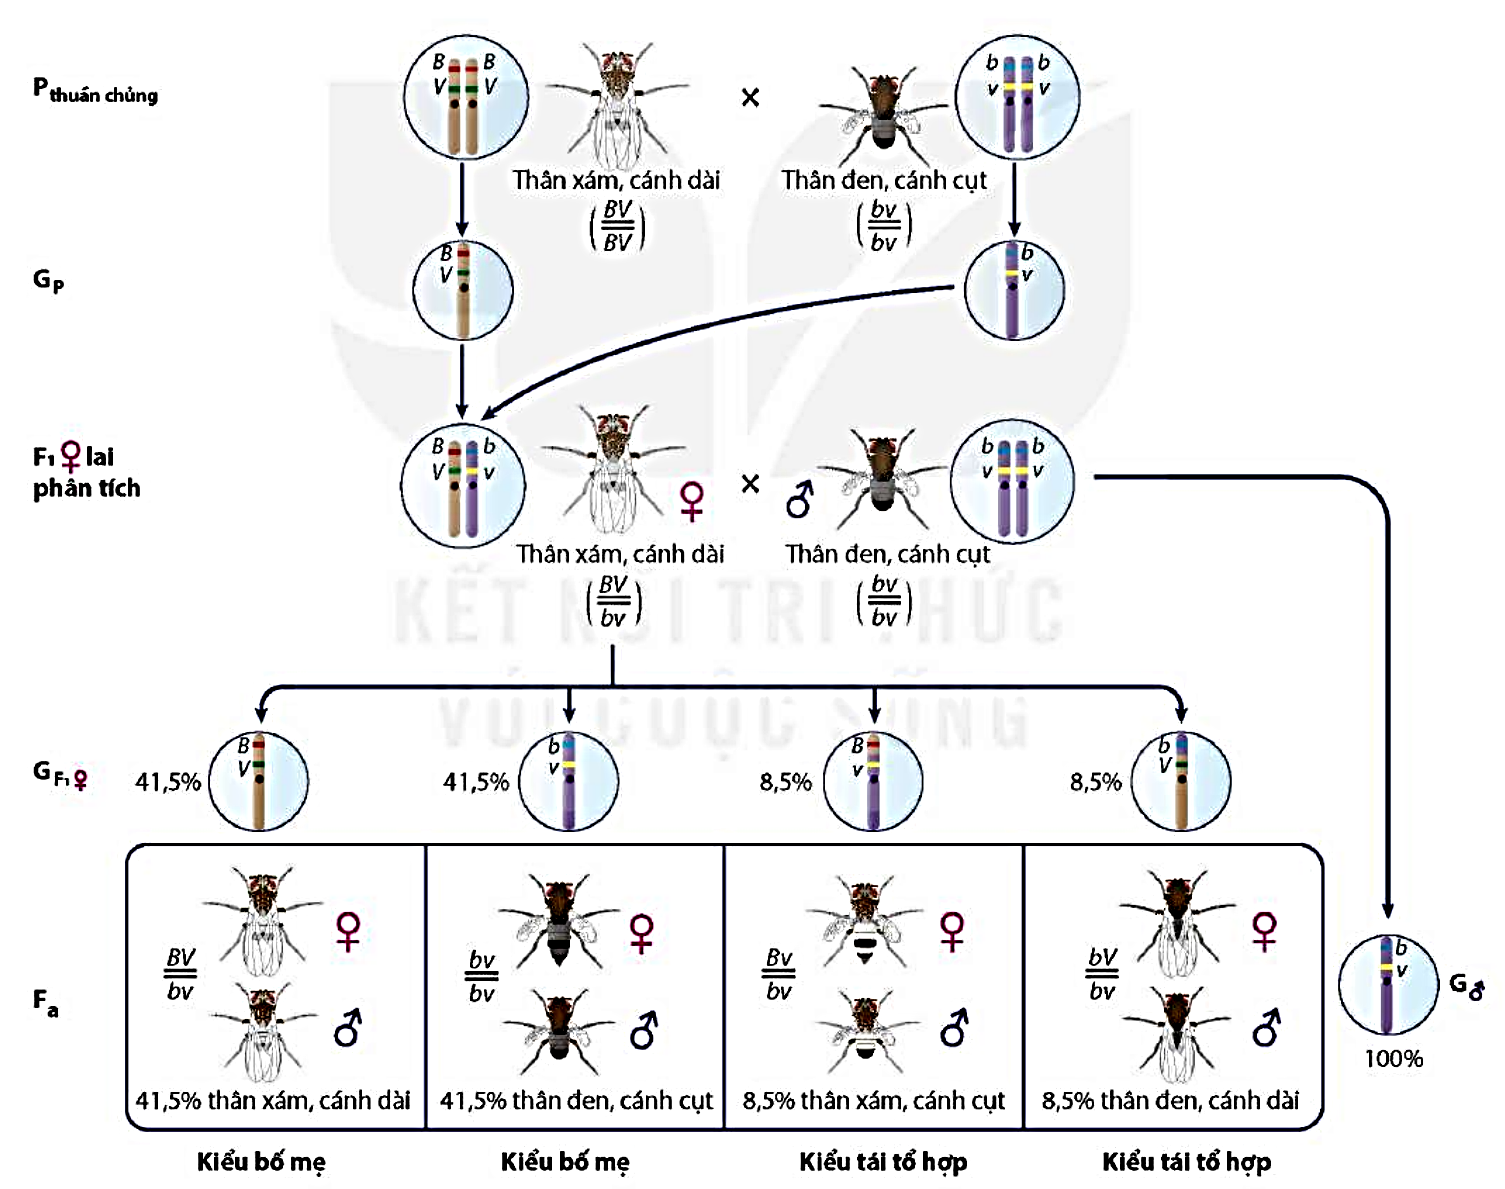 P thuần chủng
B B
V V
×
b b
v v
Thân xám, cánh dài
Thân đen, cánh cụt
(BV/BV)
(bv/bv)
G P
B
V
b
v
F1 ♀ lai
phân tích
B b
V v
♀ × ♂
b b
v v
Thân xám, cánh dài
Thân đen, cánh cụt
(BV/bv)
(bv/bv)
KẾT NỐI TRI THỨC
VỚI CUỘC SỐNG
G F1 ♀
41,5%
B
V
41,5%
b
v
8,5%
B
v
8,5%
b
V
F a
BV/bv
♀
♂
41,5% thân xám, cánh dài
bv/bv
♀
♂
41,5% thân đen, cánh cụt
Bv/bv
♀
♂
8,5% thân xám, cánh cụt
bV/bv
♀
♂
8,5% thân đen, cánh dài
b
v
G ♂
100%
Kiểu bố mẹ
Kiểu bố mẹ
Kiểu tái tổ hợp
Kiểu tái tổ hợp